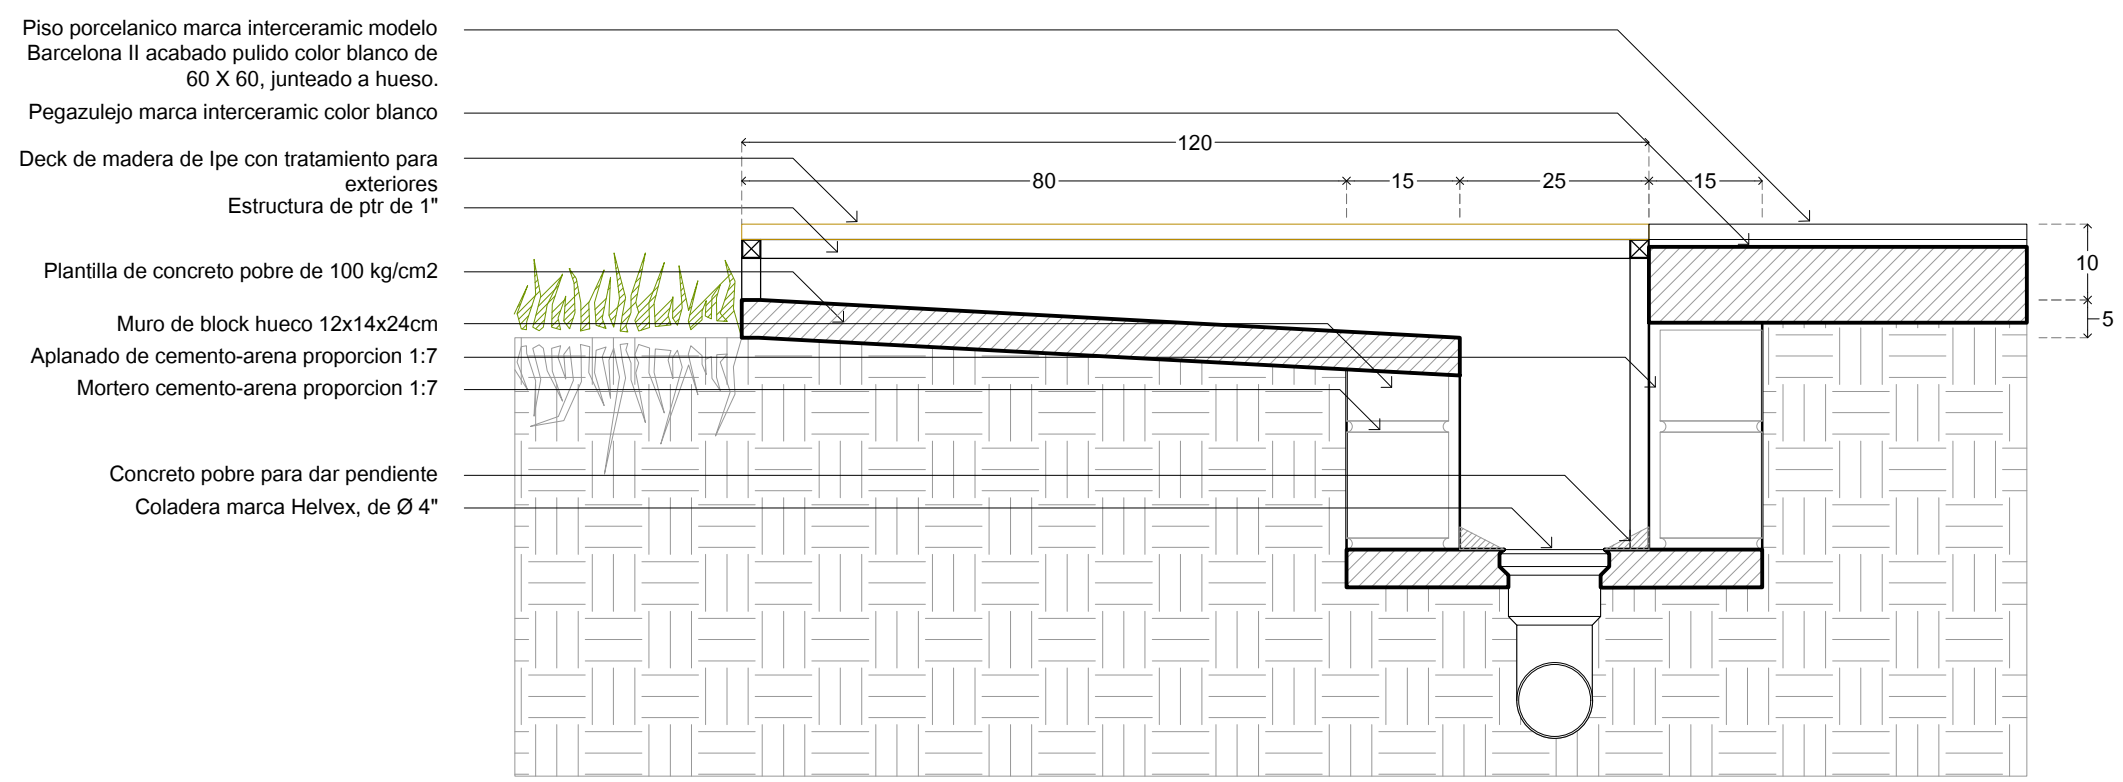 Piso porcelanico marca interceramic modelo
Barcelona II acabado pulido color blanco de
60 X 60, junteado a hueso.
Pegazulejo marca interceramic color blanco
Deck de madera de Ipe con tratamiento para
exteriores
Estructura de ptr de 1"
Plantilla de concreto pobre de 100 kg/cm2
Muro de block hueco 12x14x24cm
Aplanado de cemento-arena proporcion 1:7
Mortero cemento-arena proporcion 1:7
Concreto pobre para dar pendiente
Coladera marca Helvex, de Ø 4"
120
80
15
25
15
10
5